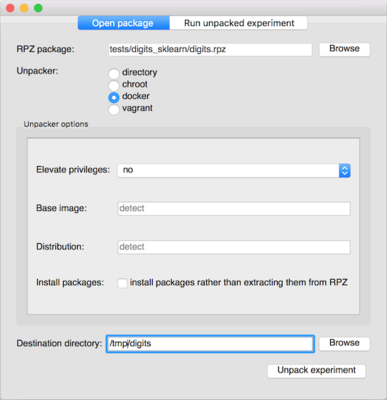 Open package Run unpacked experiment
RPZ package: tests/digits_sklearn/digits.rpz Browse
Unpacker: directory
chroot
docker
vagrant
Unpacker options
Elevate privileges: no
Base image: detect
Distribution: detect
Install packages: install packages rather than extracting them from RPZ
Destination directory: /tmp/digits Browse
Unpack experiment